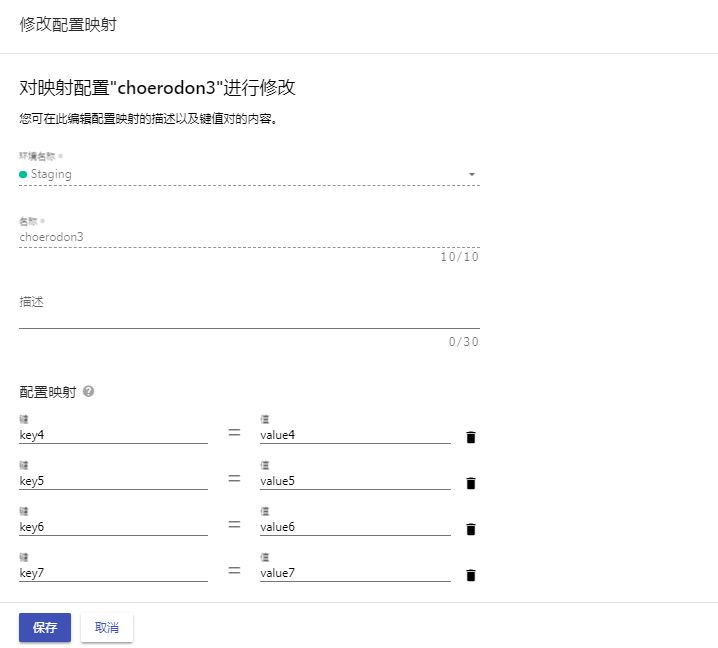 修改配置映射
对映射配置"choerodon3"进行修改
您可在此编辑配置映射的描述以及键值对的内容。
环境名称 *
Staging
名称 *
choerodon3
10/10
描述
0/30
配置映射 ?
键 值
key4 = value4
键 值
key5 = value5
键 值
key6 = value6
键 值
key7 = value7
保存 取消